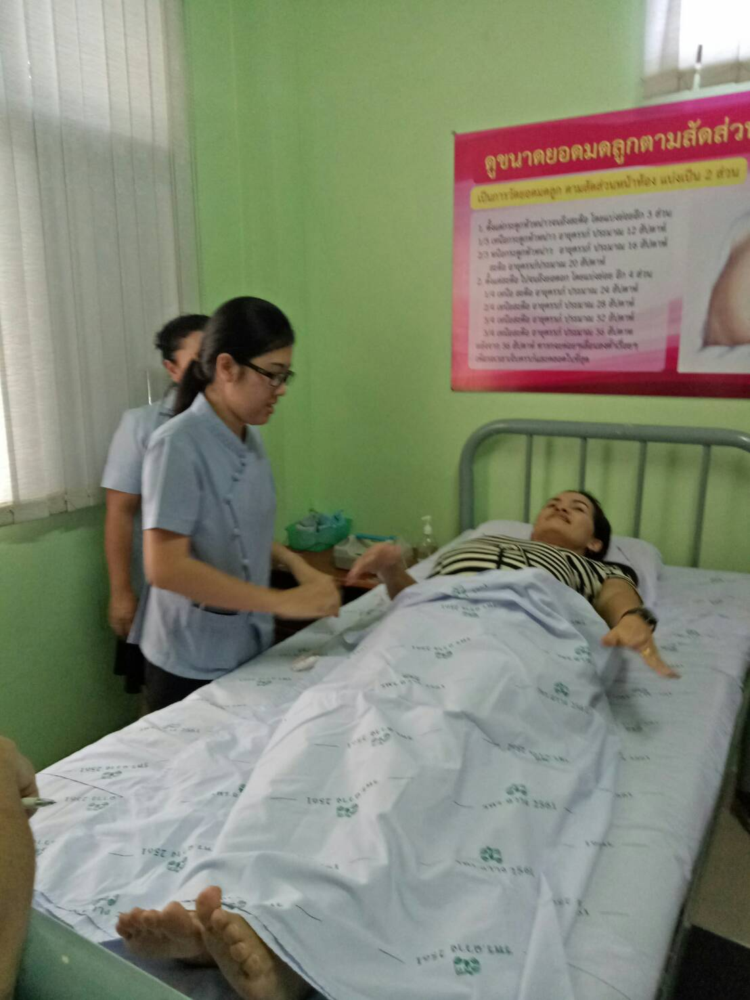 ดูขนาดยอดมดลูกตามสัดส่วน
เป็นการวัดยอดมดลูก ตามสัดส่วนหน้าท้อง แบ่งเป็น 2 ส่วน
1. ตั้งแต่กระดูกหัวหน่าวจนถึงสะดือ โดยแบ่งย่อยอีก 3 ส่วน
1/3 เหนือกระดูกหัวหน่าว อายุครรภ์ ประมาณ 12 สัปดาห์
2/3 หนือกระดูกหัวหน่าว อายุครรภ์ ประมาณ 16 สัปดาห์
สะดือ อายุครรภ์ประมาณ 20 สัปดาห์
2. ตั้งแต่สะดือ ไปจนถึงยอดอก โดยแบ่งย่อย อีก 4 ส่วน
1/4 เหนือ สะดือ อายุครรภ์ ประมาณ 24 สัปดาห์
2/4 เหนือสะดือ อายุครรภ์ ประมาณ 28 สัปดาห์
3/4 เหนือสะดือ อายุครรภ์ ประมาณ 32 สัปดาห์
3/4 เหนือสะดือ อายุครรภ์ ประมาณ 36 สัปดาห์
หลังจาก 36 สัปดาห์
รพร.สว่าง 2561